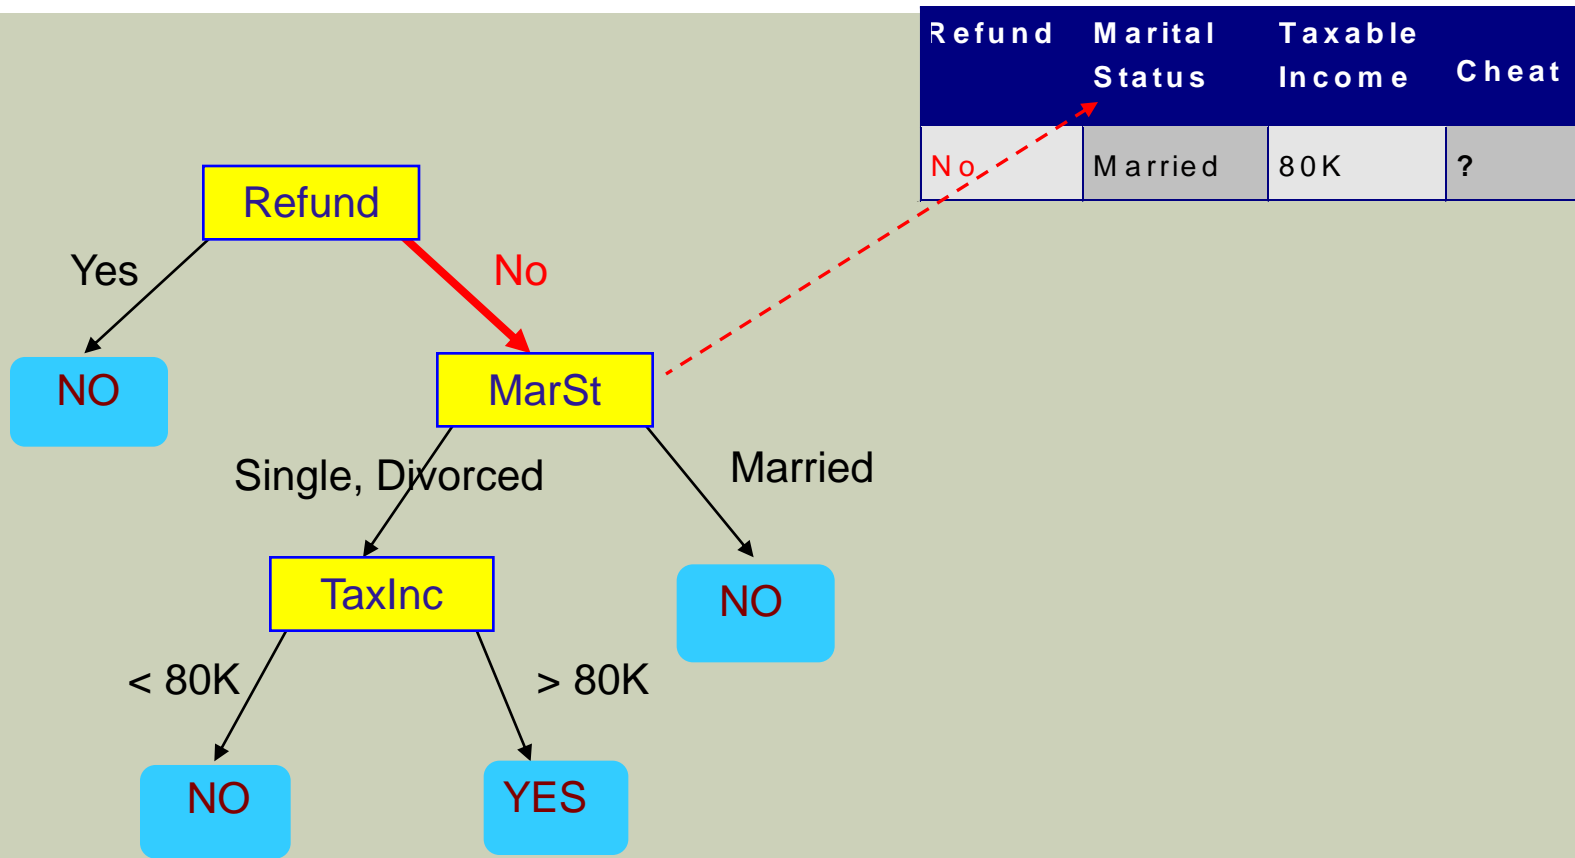 Refund Marital Taxable
Status Income Cheat
No Married 80K ?
Refund
Yes No
NO MarSt
Single, Divorced Married
TaxInc NO
< 80K > 80K
NO YES